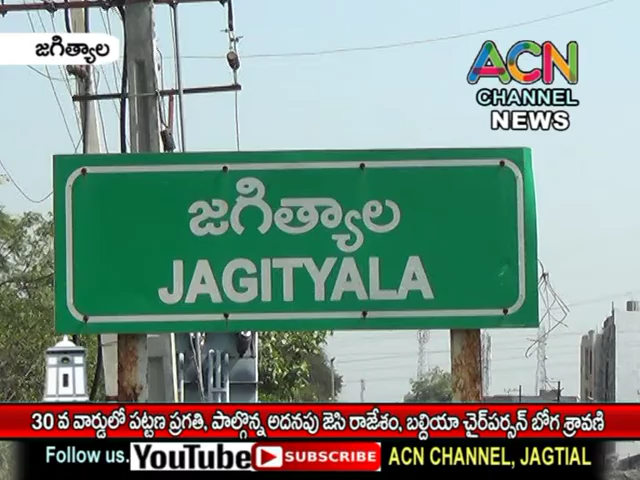 జగిత్యాల
ACN
CHANNEL
NEWS
జగిత్యాల
JAGITYALA
30 వ వార్డులో పట్టణ ప్రగతి, పాల్గొన్న అదనపు జెసి రాజేశం, బల్దియా చైర్‌పర్సన్ బోగ శ్రావణి
Follow us. YouTube SUBSCRIBE ACN CHANNEL, JAGTIAL